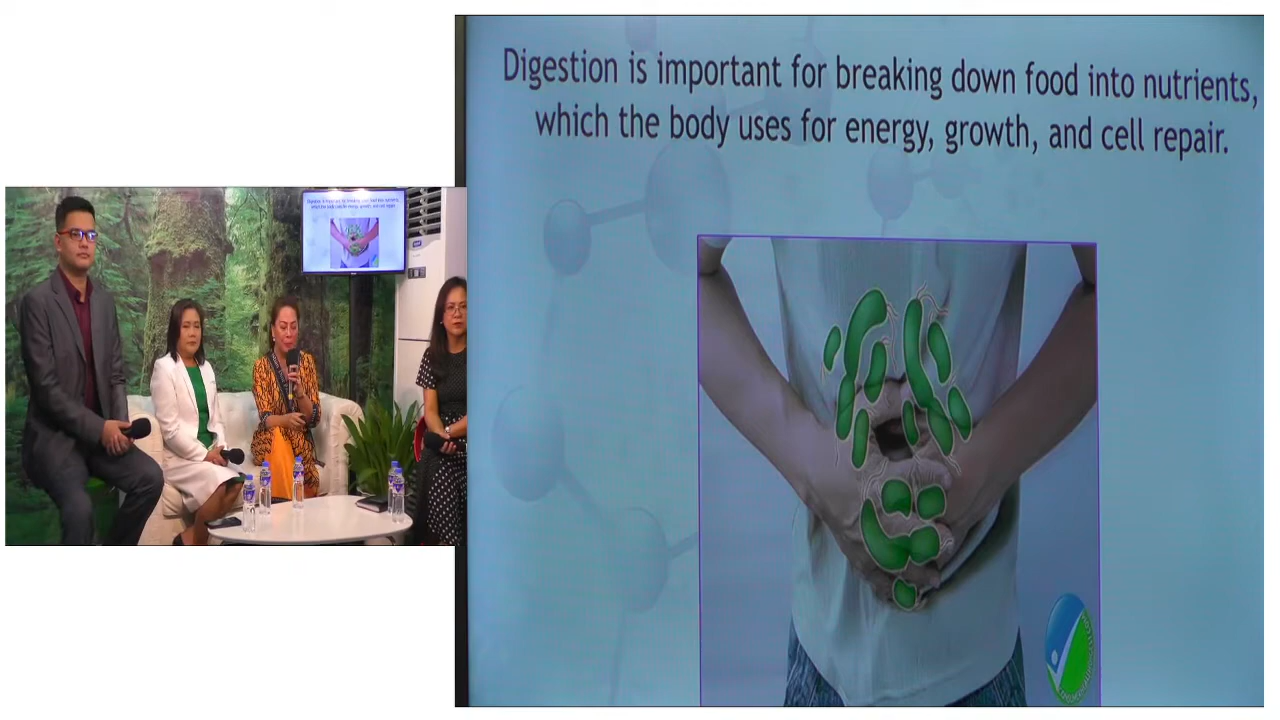 Digestion is important for breaking down food into nutrients,
which the body uses for energy, growth, and cell repair.